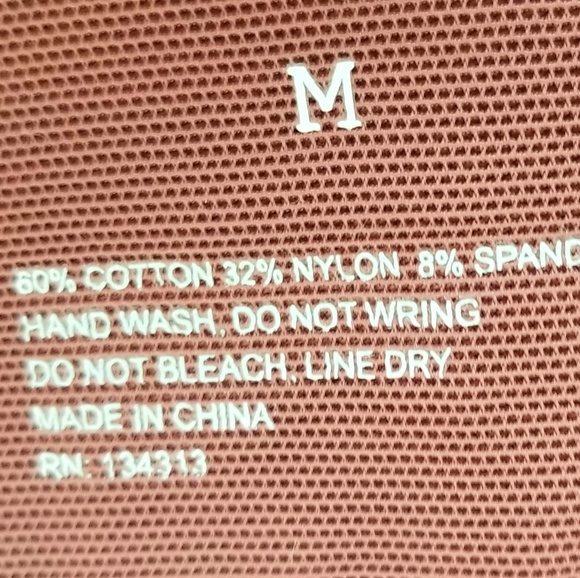 M
60% COTTON 32% NYLON 8% SPAND
HAND WASH. DO NOT WRING
DO NOT BLEACH. LINE DRY
MADE IN CHINA
RN: 134313